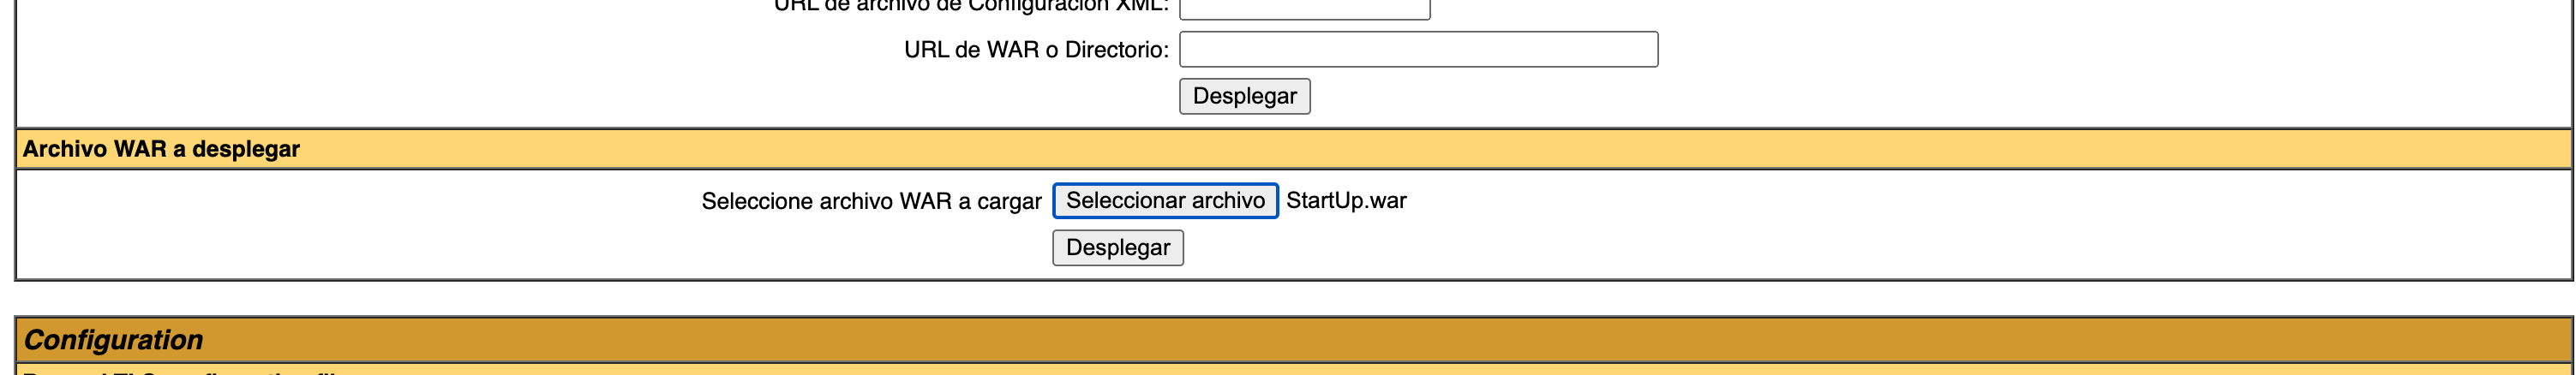 URL de archivo de Configuración XML:
URL de WAR o Directorio:
Desplegar
Archivo WAR a desplegar
Seleccione archivo WAR a cargar Seleccionar archivo StartUp.war
Desplegar
Configuration